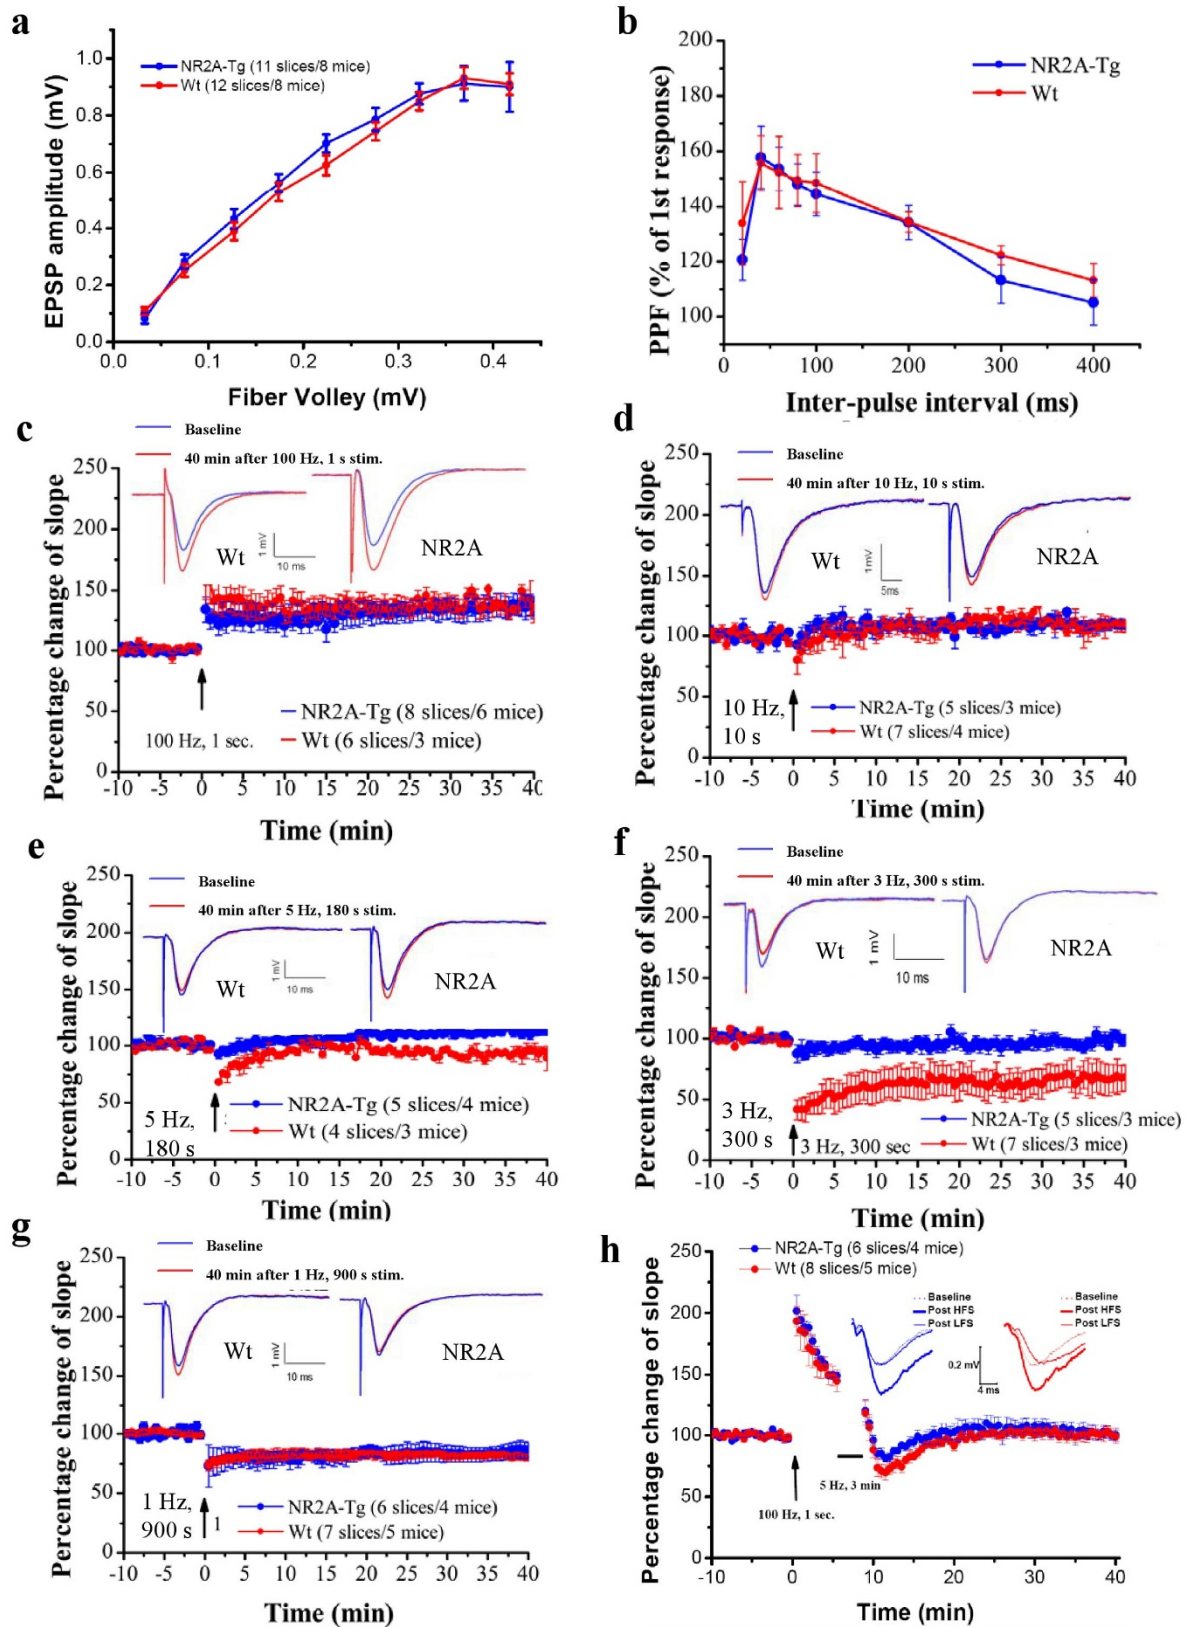 a
NR2A-Tg (11 slices/8 mice)
Wt (12 slices/8 mice)
EPSP amplitude (mV)
1.0
0.8
0.6
0.4
0.2
0.0
0.0 0.1 0.2 0.3 0.4
Fiber Volley (mV)
b
NR2A-Tg
Wt
PPF (% of 1st response)
200
180
160
140
120
100
0 100 200 300 400
Inter-pulse interval (ms)
c
Baseline
40 min after 100 Hz, 1 s stim.
Wt
1 mV
10 ms
NR2A
Percentage change of slope
250
200
150
100
50
0
100 Hz, 1 sec.
NR2A-Tg (8 slices/6 mice)
Wt (6 slices/3 mice)
-10 -5 0 5 10 15 20 25 30 35 40
Time (min)
d
Baseline
40 min after 10 Hz, 10 s stim.
Wt
1 mV
5ms
NR2A
Percentage change of slope
250
200
150
100
50
0
10 Hz,
10 s
NR2A-Tg (5 slices/3 mice)
Wt (7 slices/4 mice)
-10 -5 0 5 10 15 20 25 30 35 40
Time (min)
e
Baseline
40 min after 5 Hz, 180 s stim.
Wt
1 mV
10 ms
NR2A
Percentage change of slope
250
200
150
100
50
0
5 Hz,
180 s
NR2A-Tg (5 slices/4 mice)
Wt (4 slices/3 mice)
-10 -5 0 5 10 15 20 25 30 35 40
Time (min)
f
Baseline
40 min after 3 Hz, 300 s stim.
Wt
1 mV
10 ms
NR2A
Percentage change of slope
250
200
150
100
50
0
3 Hz,
300 s
3 Hz, 300 sec
NR2A-Tg (5 slices/3 mice)
Wt (7 slices/3 mice)
-10 -5 0 5 10 15 20 25 30 35 40
Time (min)
g
Baseline
40 min after 1 Hz, 900 s stim.
Wt
1 mV
10 ms
NR2A
Percentage change of slope
250
200
150
100
50
0
1 Hz,
900 s
1
NR2A-Tg (6 slices/4 mice)
Wt (7 slices/5 mice)
-10 -5 0 5 10 15 20 25 30 35 40
Time (min)
h
NR2A-Tg (6 slices/4 mice)
Wt (8 slices/5 mice)
Baseline
Post HFS
Post LFS
Baseline
Post HFS
Post LFS
0.2 mV
4 ms
Percentage change of slope
250
200
150
100
50
0
5 Hz, 3 min
100 Hz, 1 sec.
-10 0 10 20 30 40
Time (min)